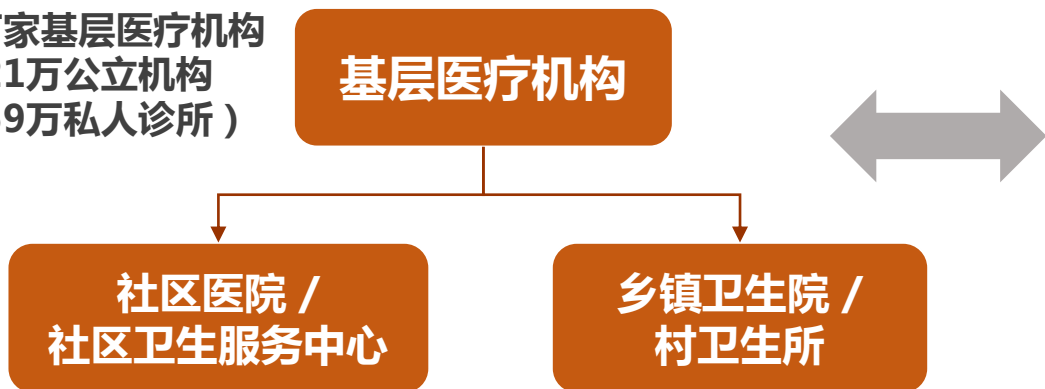 家基层医疗机构
1万公立机构
9万私人诊所）
基层医疗机构
社区医院 /
社区卫生服务中心
乡镇卫生院 /
村卫生所